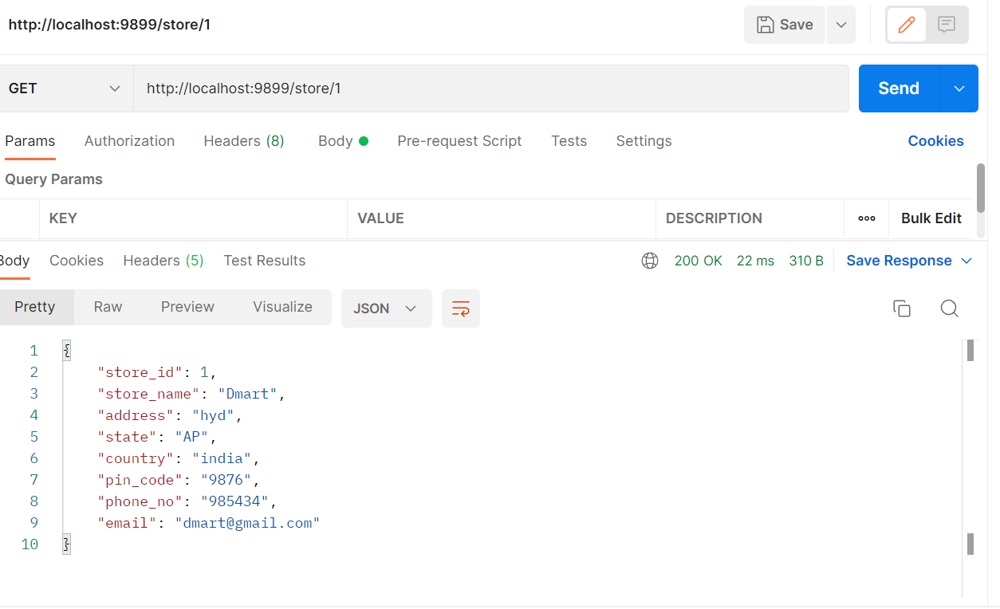 http://localhost:9899/store/1
Save
GET http://localhost:9899/store/1 Send
Params Authorization Headers (8) Body Pre-request Script Tests Settings Cookies
Query Params
KEY VALUE DESCRIPTION ooo Bulk Edit
Body Cookies Headers (5) Test Results 200 OK 22 ms 310 B Save Response
Pretty Raw Preview Visualize JSON
1 {
2 "store_id": 1,
3 "store_name": "Dmart",
4 "address": "hyd",
5 "state": "AP",
6 "country": "india",
7 "pin_code": "9876",
8 "phone_no": "985434",
9 "email": "dmart@gmail.com"
10 }